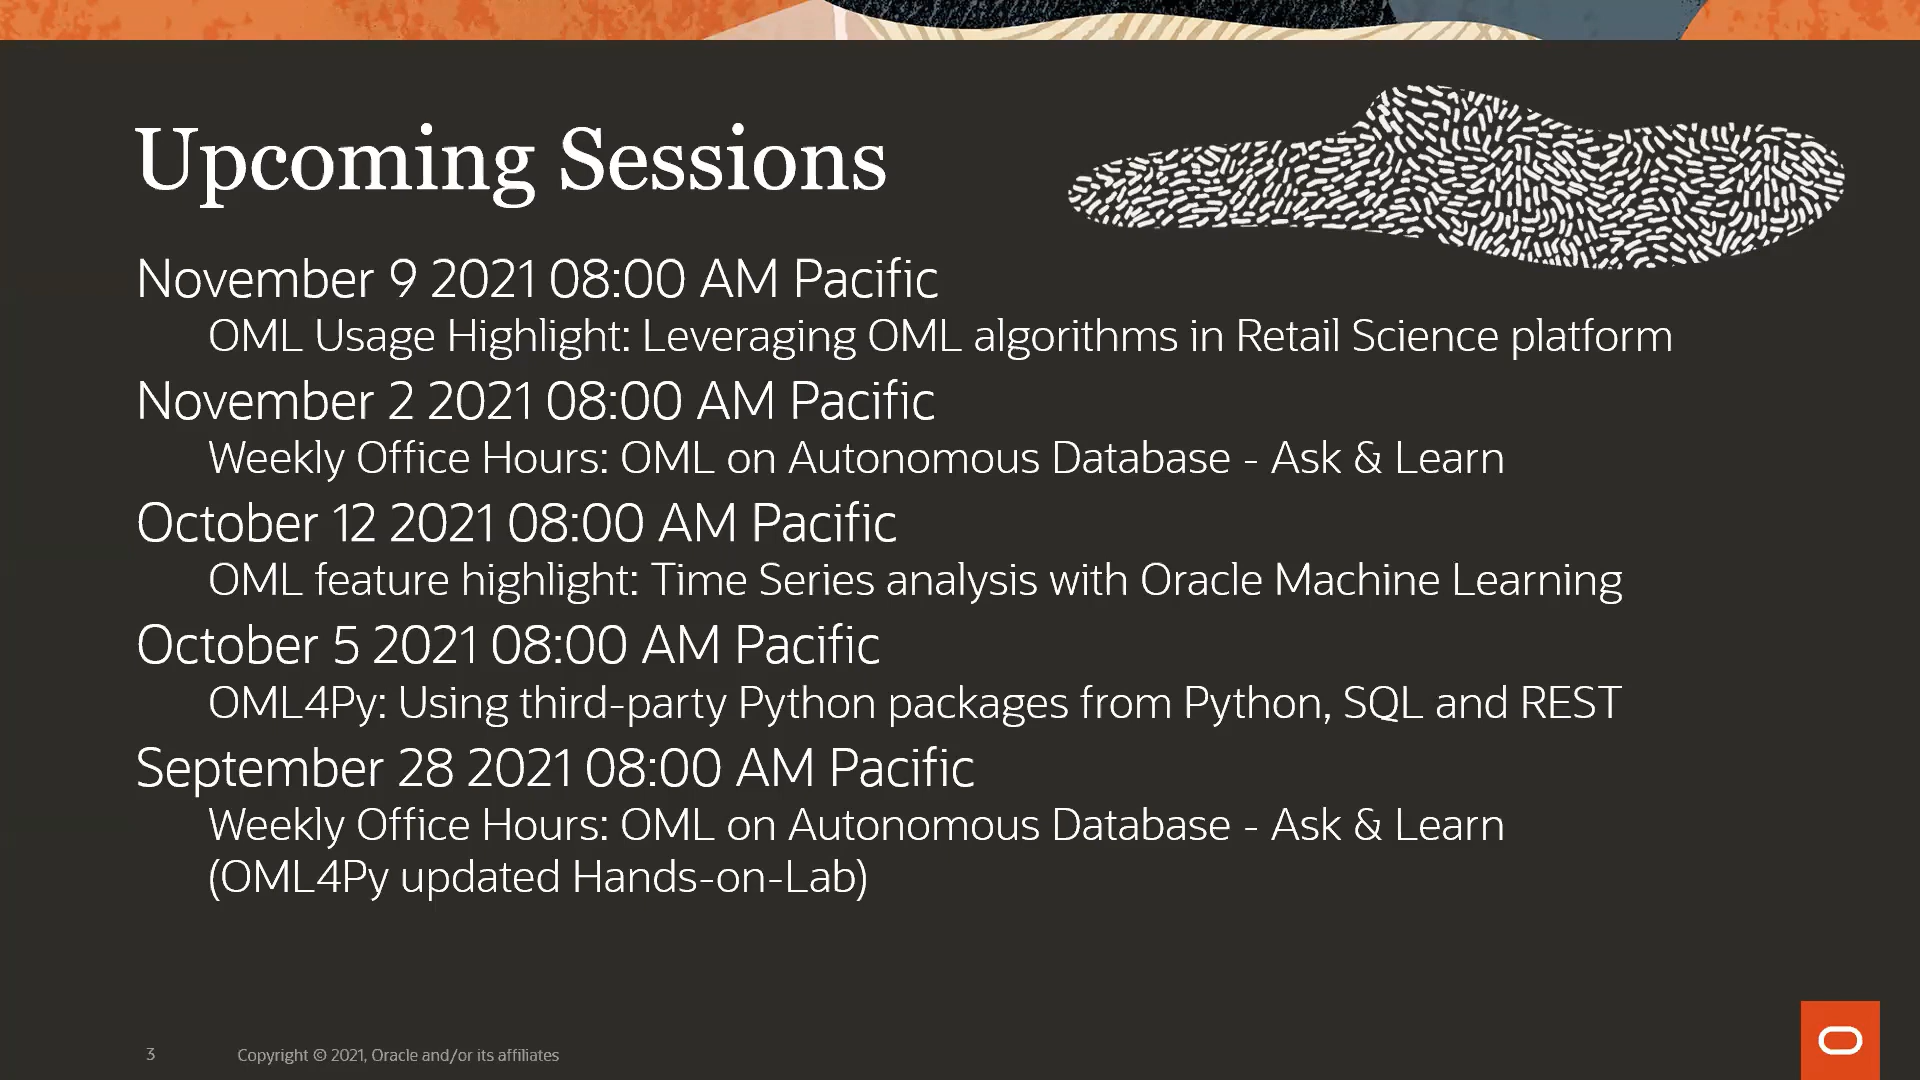 Upcoming Sessions
November 9 2021 08:00 AM Pacific
OML Usage Highlight: Leveraging OML algorithms in Retail Science platform
November 2 2021 08:00 AM Pacific
Weekly Office Hours: OML on Autonomous Database - Ask & Learn
October 12 2021 08:00 AM Pacific
OML feature highlight: Time Series analysis with Oracle Machine Learning
October 5 2021 08:00 AM Pacific
OML4Py: Using third-party Python packages from Python, SQL and REST
September 28 2021 08:00 AM Pacific
Weekly Office Hours: OML on Autonomous Database - Ask & Learn
(OML4Py updated Hands-on-Lab)
3 Copyright © 2021, Oracle and/or its affiliates